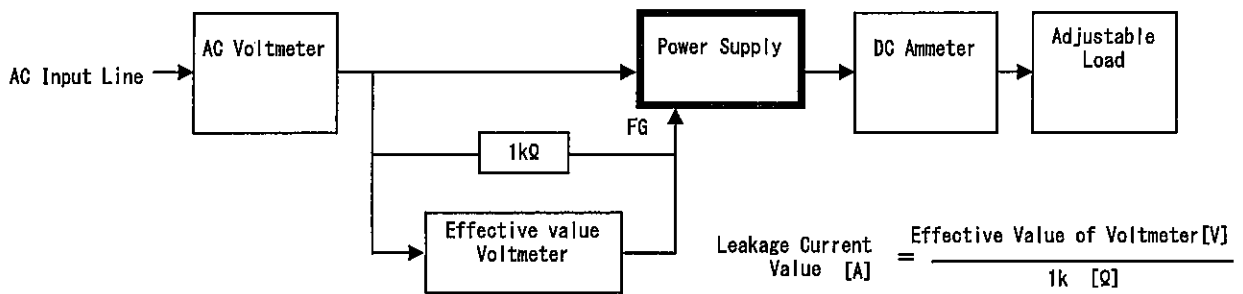 AC Voltmeter
AC Input Line
Power Supply
DC Ammeter
Adjustable
Load
FG
1kΩ
Effective value
Voltmeter
Leakage Current
Value [A]
=
Effective Value of Voltmeter[V]
1k [Ω]